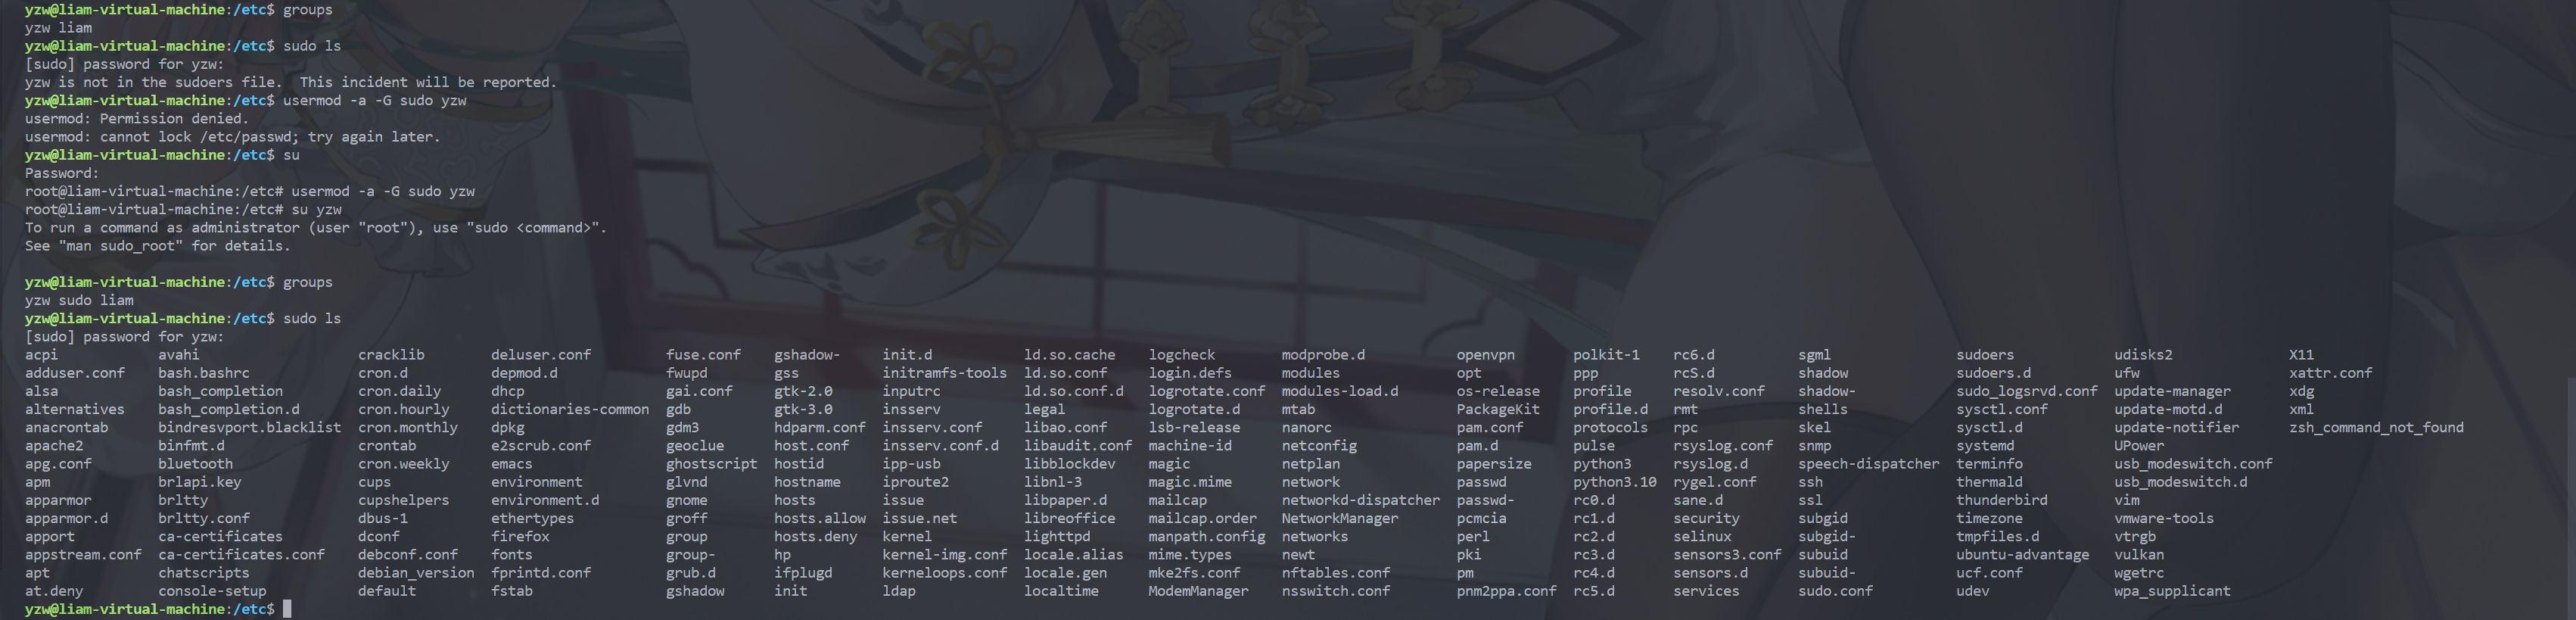 yzw@liam-virtual-machine:/etc$ groups
yzw liam
yzw@liam-virtual-machine:/etc$ sudo ls
[sudo] password for yzw:
yzw is not in the sudoers file.  This incident will be reported.
yzw@liam-virtual-machine:/etc$ usermod -a -G sudo yzw
usermod: Permission denied.
usermod: cannot lock /etc/passwd; try again later.
yzw@liam-virtual-machine:/etc$ su
Password:
root@liam-virtual-machine:/etc# usermod -a -G sudo yzw
root@liam-virtual-machine:/etc# su yzw
To run a command as administrator (user "root"), use "sudo <command>".
See "man sudo_root" for details.

yzw@liam-virtual-machine:/etc$ groups
yzw sudo liam
yzw@liam-virtual-machine:/etc$ sudo ls
[sudo] password for yzw:
acpi avahi cracklib deluser.conf fuse.conf gshadow- init.d ld.so.cache logcheck modprobe.d openvpn polkit-1 rc6.d sgml sudoers udisks2 X11
adduser.conf bash.bashrc cron.d depmod.d fwupd gss initramfs-tools ld.so.conf login.defs modules opt ppp rcS.d shadow sudoers.d ufw xattr.conf
alsa bash_completion cron.daily dhcp gai.conf gtk-2.0 inputrc ld.so.conf.d logrotate.conf modules-load.d os-release profile resolv.conf shadow- sudo_logsrvd.conf update-manager xdg
alternatives bash_completion.d cron.hourly dictionaries-common gdb gtk-3.0 insserv legal logrotate.d mtab PackageKit profile.d rmt shells sysctl.conf update-motd.d xml
anacrontab bindresvport.blacklist cron.monthly dpkg gdm3 hdparm.conf insserv.conf libao.conf lsb-release nanorc pam.conf protocols rpc skel sysctl.d update-notifier zsh_command_not_found
apache2 binfmt.d crontab e2scrub.conf geoclue host.conf insserv.conf.d libaudit.conf machine-id netconfig pam.d pulse rsyslog.conf snmp systemd UPower
apg.conf bluetooth cron.weekly emacs ghostscript hostid ipp-usb libblockdev magic netplan papersize python3 rsyslog.d speech-dispatcher terminfo usb_modeswitch.conf
apm brlapi.key cups environment glvnd hostname iproute2 libnl-3 magic.mime network passwd python3.10 rygel.conf ssh thermald usb_modeswitch.d
apparmor brltty cupshelpers environment.d gnome hosts issue libpaper.d mailcap networkd-dispatcher passwd- rc0.d sane.d ssl thunderbird vim
apparmor.d brltty.conf dbus-1 ethertypes groff hosts.allow issue.net libreoffice mailcap.order NetworkManager pcmcia rc1.d security subgid timezone vmware-tools
apport ca-certificates dconf firefox group hosts.deny kernel lighttpd manpath.config networks perl rc2.d selinux subgid- tmpfiles.d vtrgb
appstream.conf ca-certificates.conf debconf.conf fonts group- hp kernel-img.conf locale.alias mime.types newt pki rc3.d sensors3.conf subuid ubuntu-advantage vulkan
apt chatscripts debian_version fprintd.conf grub.d ifplugd kerneloops.conf locale.gen mke2fs.conf nftables.conf pm rc4.d sensors.d subuid- ucf.conf wgetrc
at.deny console-setup default fstab gshadow init ldap localtime ModemManager nsswitch.conf pnm2ppa.conf rc5.d services sudo.conf udev wpa_supplicant
yzw@liam-virtual-machine:/etc$